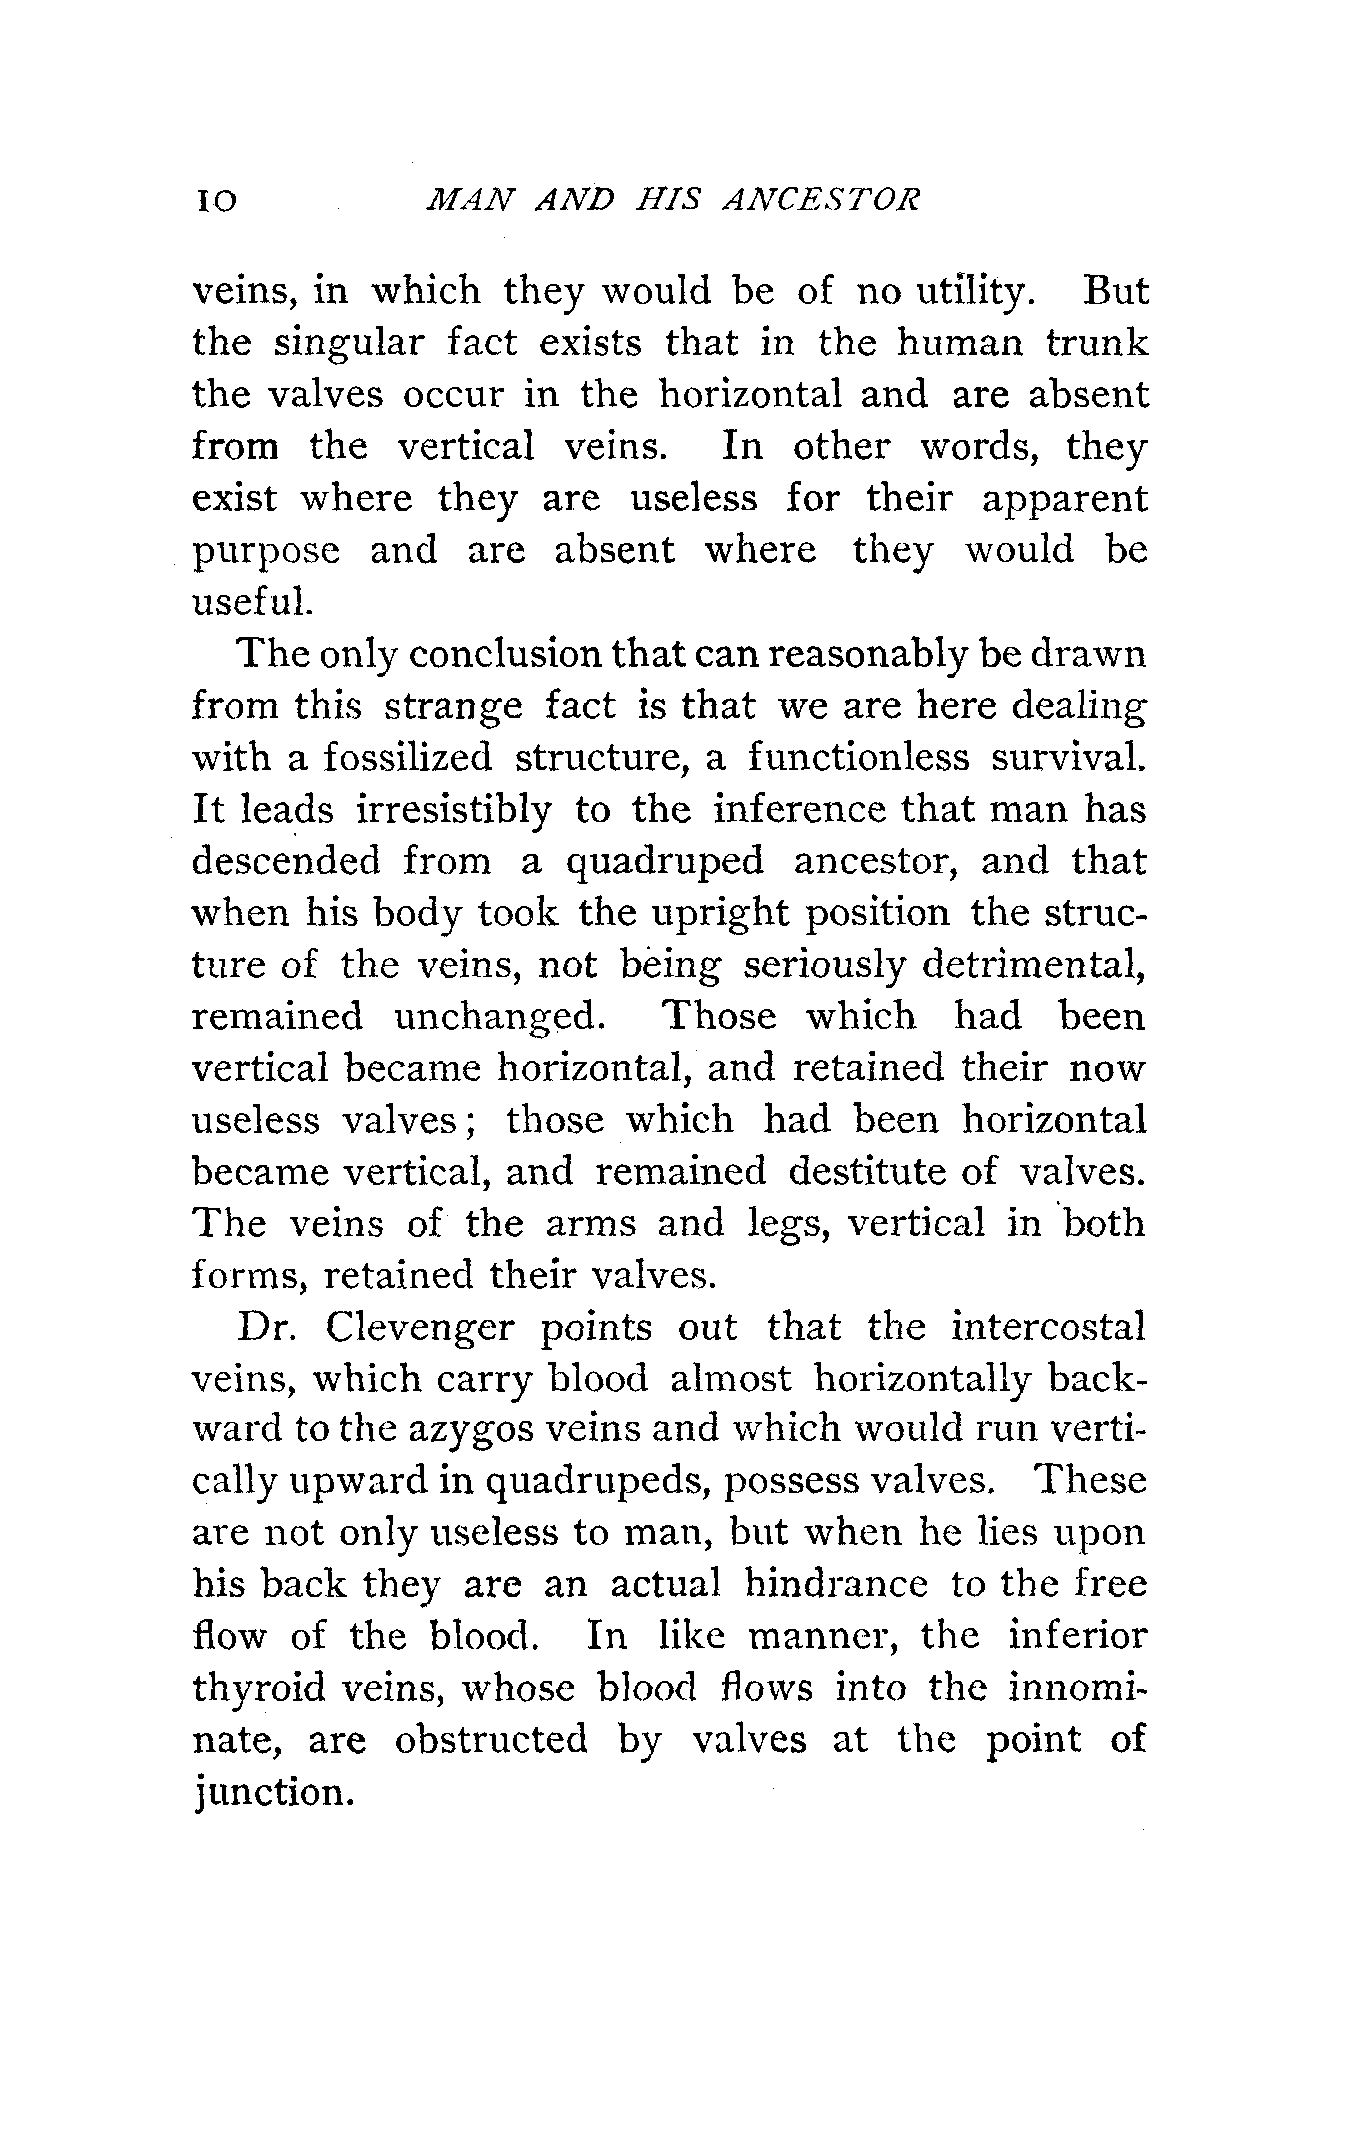 10 MAN AND HIS ANCESTOR
veins, in which they would be of no utility. But
the singular fact exists that in the human trunk
the valves occur in the horizontal and are absent
from the vertical veins. In other words, they
exist where they are useless for their apparent
purpose and are absent where they would be
useful.
The only conclusion that can reasonably be drawn
from this strange fact is that we are here dealing
with a fossilized structure, a functionless survival.
It leads irresistibly to the inference that man has
descended from a quadruped ancestor, and that
when his body took the upright position the struc-
ture of the veins, not being seriously detrimental,
remained unchanged. Those which had been
vertical became horizontal, and retained their now
useless valves; those which had been horizontal
became vertical, and remained destitute of valves.
The veins of the arms and legs, vertical in both
forms, retained their valves.
Dr. Clevenger points out that the intercostal
veins, which carry blood almost horizontally back-
ward to the azygos veins and which would run verti-
cally upward in quadrupeds, possess valves. These
are not only useless to man, but when he lies upon
his back they are an actual hindrance to the free
flow of the blood. In like manner, the inferior
thyroid veins, whose blood flows into the innomi-
nate, are obstructed by valves at the point of
junction.